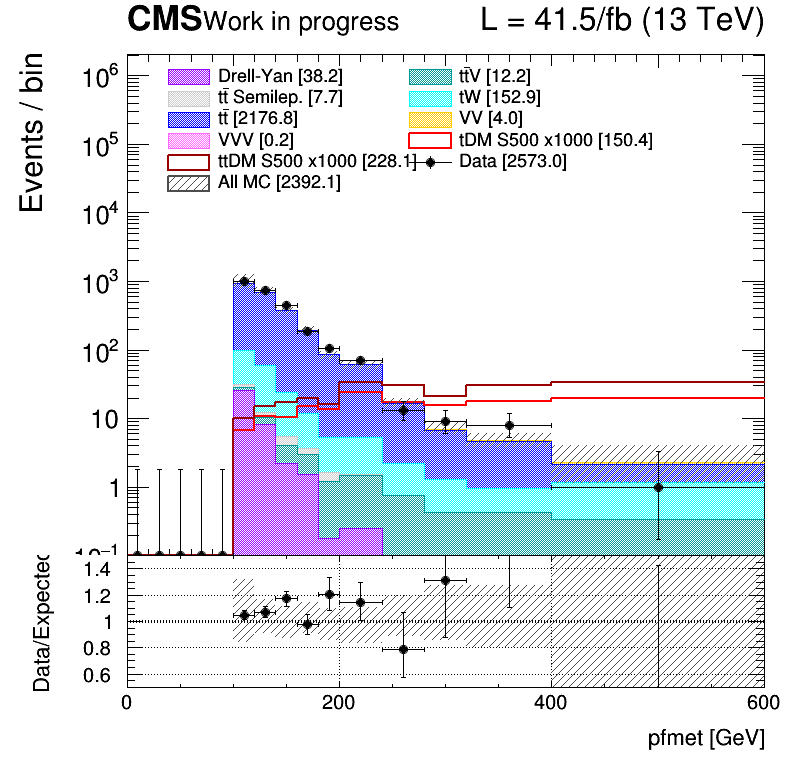 CMS Work in progress L = 41.5/fb (13 TeV)
Events / bin
Drell-Yan [38.2] tt̄V [12.2]
tt̄ Semilep. [7.7] tW [152.9]
tt̄ [2176.8] VV [4.0]
VVV [0.2] tDM S500 x1000 [150.4]
ttDM S500 x1000 [228.1] Data [2573.0]
All MC [2392.1]
10⁶
10⁵
10⁴
10³
10²
10
1
10⁻¹
Data/Expected
1.4
1.2
1
0.8
0.6
0 200 400 600
pfmet [GeV]